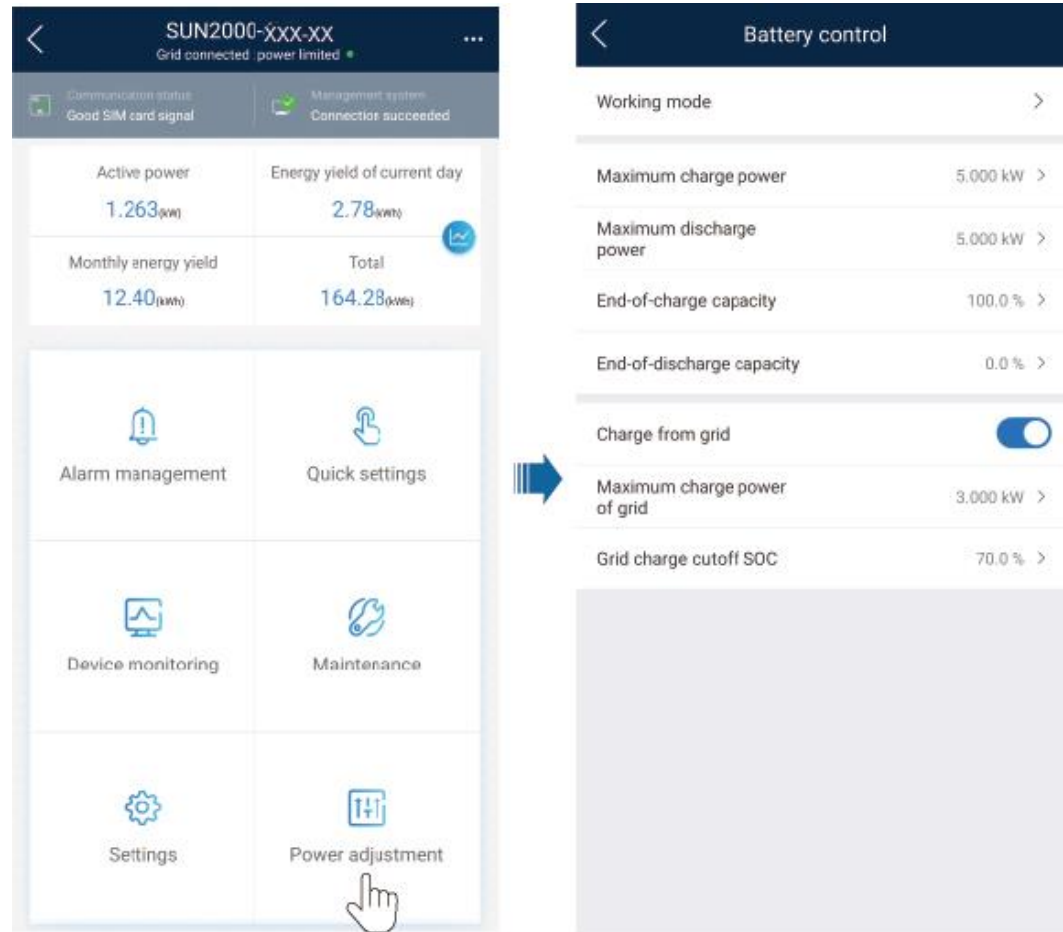 SUN2000-XXX-XX
Grid connected :power limited
Communication status
Good SIM card signal
Management system
Connection succeeded
Active power
1.263(kW)
Energy yield of current day
2.78(kWh)
Monthly energy yield
12.40(kWh)
Total
164.28(kWh)
Alarm management
Quick settings
Device monitoring
Maintenance
Settings
Power adjustment
Battery control
Working mode
Maximum charge power
5.000 kW
Maximum discharge
power
5.000 kW
End-of-charge capacity
100.0 %
End-of-discharge capacity
0.0 %
Charge from grid
Maximum charge power
of grid
3.000 kW
Grid charge cutoff SOC
70.0 %